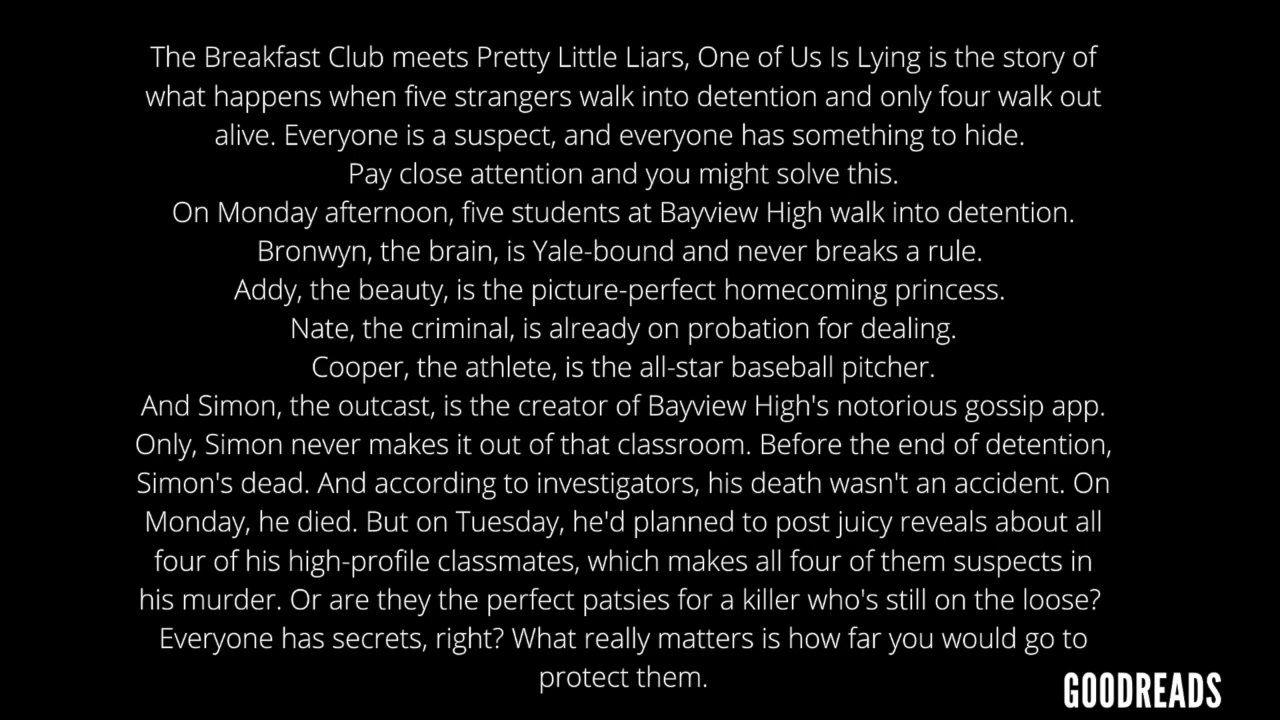 The Breakfast Club meets Pretty Little Liars, One of Us Is Lying is the story of
what happens when five strangers walk into detention and only four walk out
alive. Everyone is a suspect, and everyone has something to hide.
Pay close attention and you might solve this.
On Monday afternoon, five students at Bayview High walk into detention.
Bronwyn, the brain, is Yale-bound and never breaks a rule.
Addy, the beauty, is the picture-perfect homecoming princess.
Nate, the criminal, is already on probation for dealing.
Cooper, the athlete, is the all-star baseball pitcher.
And Simon, the outcast, is the creator of Bayview High's notorious gossip app.
Only, Simon never makes it out of that classroom. Before the end of detention,
Simon's dead. And according to investigators, his death wasn't an accident. On
Monday, he died. But on Tuesday, he'd planned to post juicy reveals about all
four of his high-profile classmates, which makes all four of them suspects in
his murder. Or are they the perfect patsies for a killer who's still on the loose?
Everyone has secrets, right? What really matters is how far you would go to
protect them.
GOODREADS